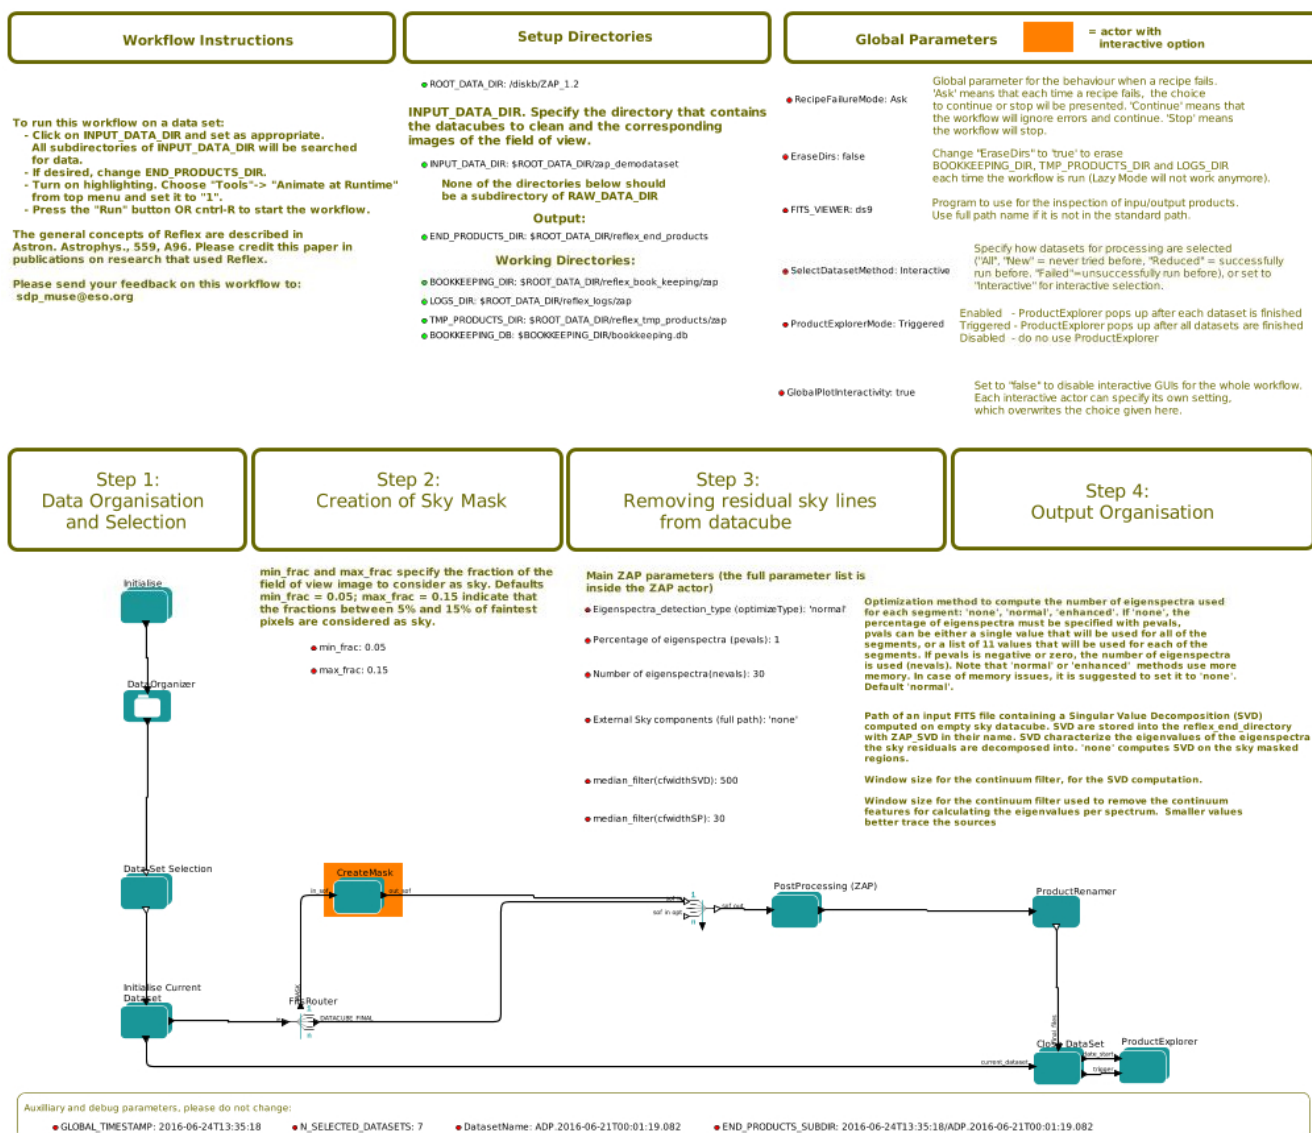 Workflow Instructions
Setup Directories
Global Parameters
= actor with
interactive option
To run this workflow on a data set:
- Click on INPUT_DATA_DIR and set as appropriate.
All subdirectories of INPUT_DATA_DIR will be searched
for data.
- If desired, change END_PRODUCTS_DIR.
- Turn on highlighting. Choose "Tools"-> "Animate at Runtime"
from top menu and set it to "1".
- Press the "Run" button OR cntrl-R to start the workflow.
The general concepts of Reflex are described in
Astron. Astrophys., 559, A96. Please credit this paper in
publications on research that used Reflex.
Please send your feedback on this workflow to:
sdp_muse@eso.org
ROOT_DATA_DIR: /diskb/ZAP_1.2
INPUT_DATA_DIR. Specify the directory that contains
the datacubes to clean and the corresponding
images of the field of view.
INPUT_DATA_DIR: $ROOT_DATA_DIR/zap_demodataset
None of the directories below should
be a subdirectory of RAW_DATA_DIR
Output:
END_PRODUCTS_DIR: $ROOT_DATA_DIR/reflex_end_products
Working Directories:
BOOKKEEPING_DIR: $ROOT_DATA_DIR/reflex_book_keeping/zap
LOGS_DIR: $ROOT_DATA_DIR/reflex_logs/zap
TMP_PRODUCTS_DIR: $ROOT_DATA_DIR/reflex_tmp_products/zap
BOOKKEEPING_DB: $BOOKKEEPING_DIR/bookkeeping.db
RecipeFailureMode: Ask
Global parameter for the behaviour when a recipe fails.
'Ask' means that each time a recipe fails, the choice
to continue or stop wil be presented. 'Continue' means that
the workflow will ignore errors and continue. 'Stop' means
the workflow will stop.
EraseDirs: false
Change "EraseDirs" to 'true' to erase
BOOKKEEPING_DIR, TMP_PRODUCTS_DIR and LOGS_DIR
each time the workflow is run (Lazy Mode will not work anymore).
FITS_VIEWER: ds9
Program to use for the inspection of inpu/output products.
Use full path name if it is not in the standard path.
SelectDatasetMethod: Interactive
Specify how datasets for processing are selected
("All", "New" = never tried before, "Reduced" = successfully
run before. "Failed"=unsuccessfully run before), or set to
"Interactive" for interactive selection.
ProductExplorerMode: Triggered
Enabled - ProductExplorer pops up after each dataset is finished
Triggered - ProductExplorer pops up after all datasets are finished
Disabled - do no use ProductExplorer
GlobalPlotInteractivity: true
Set to "false" to disable interactive GUIs for the whole workflow.
Each interactive actor can specify its own setting,
which overwrites the choice given here.
Step 1:
Data Organisation
and Selection
Step 2:
Creation of Sky Mask
Step 3:
Removing residual sky lines
from datacube
Step 4:
Output Organisation
min_frac and max_frac specify the fraction of the
field of view image to consider as sky. Defaults
min_frac = 0.05; max_frac = 0.15 indicate that
the fractions between 5% and 15% of faintest
pixels are considered as sky.
min_frac: 0.05
max_frac: 0.15
Main ZAP parameters (the full parameter list is
inside the ZAP actor)
Eigenspectra_detection_type (optimizeType): 'normal'
Percentage of eigenspectra (pevals): 1
Number of eigenspectra(nevals): 30
External Sky components (full path): 'none'
median_filter(cfwidthSVD): 500
median_filter(cfwidthSP): 30
Optimization method to compute the number of eigenspectra used
for each segment: 'none', 'normal', 'enhanced'. If 'none', the
percentage of eigenspectra must be specified with pevals,
pvals can be either a single value that will be used for all of the
segments, or a list of 11 values that will be used for each of the
segments. If pevals is negative or zero, the number of eigenspectra
is used (nevals). Note that 'normal' or 'enhanced' methods use more
memory. In case of memory issues, it is suggested to set it to 'none'.
Default 'normal'.
Path of an input FITS file containing a Singular Value Decomposition (SVD)
computed on empty sky datacube. SVD are stored into the reflex_end_directory
with ZAP_SVD in their name. SVD characterize the eigenvalues of the eigenspectra
the sky residuals are decomposed into. 'none' computes SVD on the sky masked
regions.
Window size for the continuum filter, for the SVD computation.
Window size for the continuum filter used to remove the continuum
features for calculating the eigenvalues per spectrum. Smaller values
better trace the sources
Initialise
DataOrganizer
Data Set Selection
Initialise Current
Dataset
CreateMask
in_sof
out_sof
FitsRouter
in
DATACUBE_FINAL
1
n
sof in opt
sof out
PostProcessing (ZAP)
ProductRenamer
final_files
Close DataSet
current_dataset
date_start
trigger
ProductExplorer
Auxilliary and debug parameters, please do not change:
GLOBAL_TIMESTAMP: 2016-06-24T13:35:18
N_SELECTED_DATASETS: 7
DatasetName: ADP.2016-06-21T00:01:19.082
END_PRODUCTS_SUBDIR: 2016-06-24T13:35:18/ADP.2016-06-21T00:01:19.082